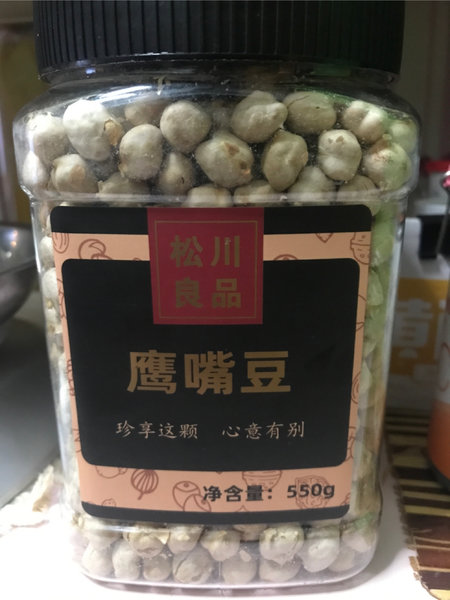 松川
良品
鹰嘴豆
珍享这颗 心意有别
净含量：550g